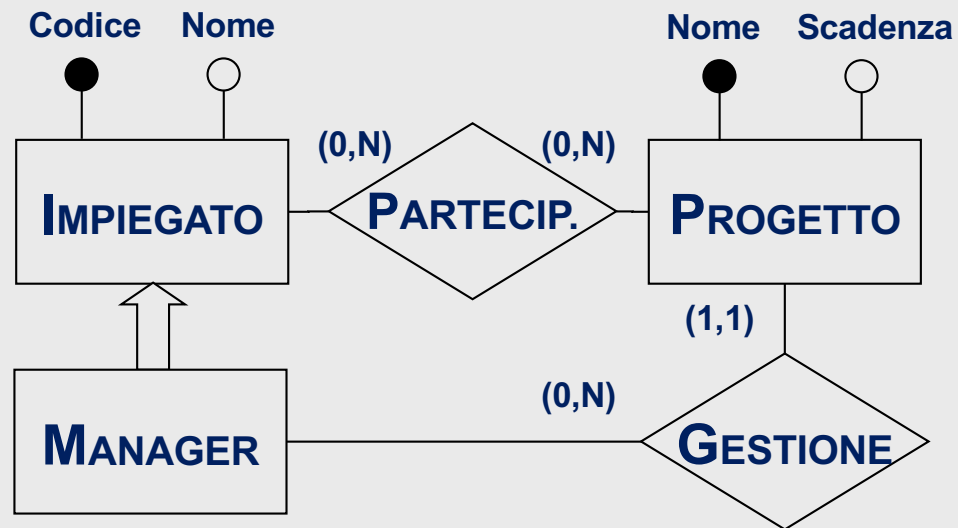 Codice Nome
Nome Scadenza
(0,N) (0,N)
IMPIEGATO PARTECIP. PROGETTO
(1,1)
(0,N)
MANAGER GESTIONE